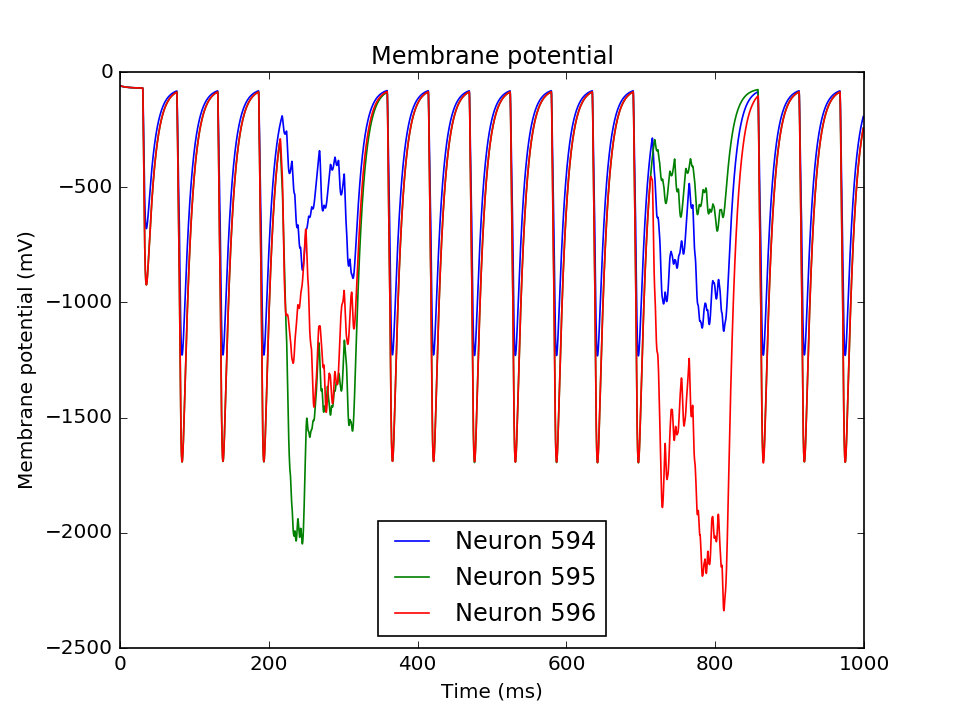 Membrane potential
Membrane potential (mV)
0
−500
−1000
−1500
−2000
−2500
Neuron 594
Neuron 595
Neuron 596
0 200 400 600 800 1000
Time (ms)